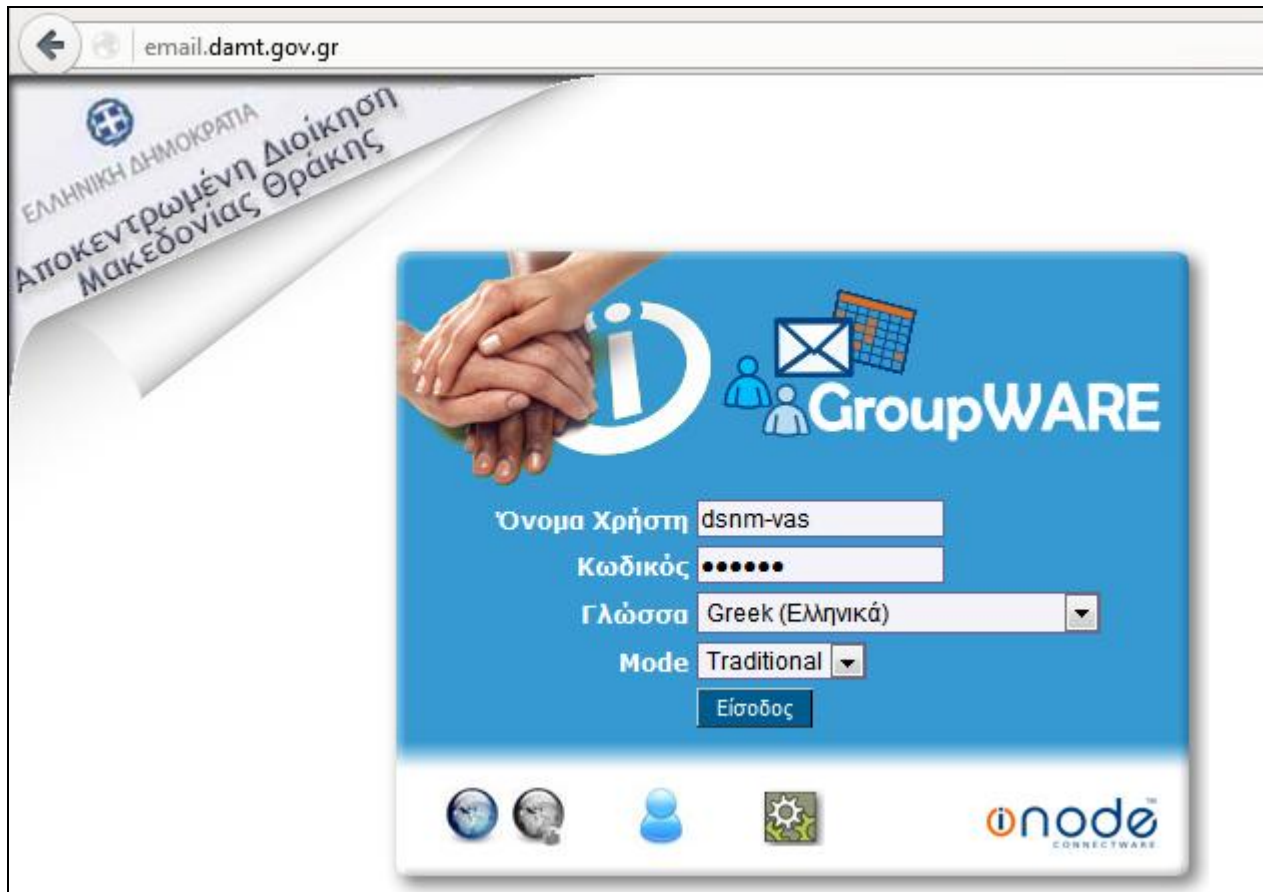 email.damt.gov.gr
ΕΛΛΗΝΙΚΗ ΔΗΜΟΚΡΑΤΙΑ
Αποκεντρωμένη Διοίκηση
Μακεδονίας Θράκης
i
GroupWARE
Όνομα Χρήστη dsnm-vas
Κωδικός ••••••
Γλώσσα Greek (Ελληνικά)
Mode Traditional
Είσοδος
inode™
CONNECTWARE